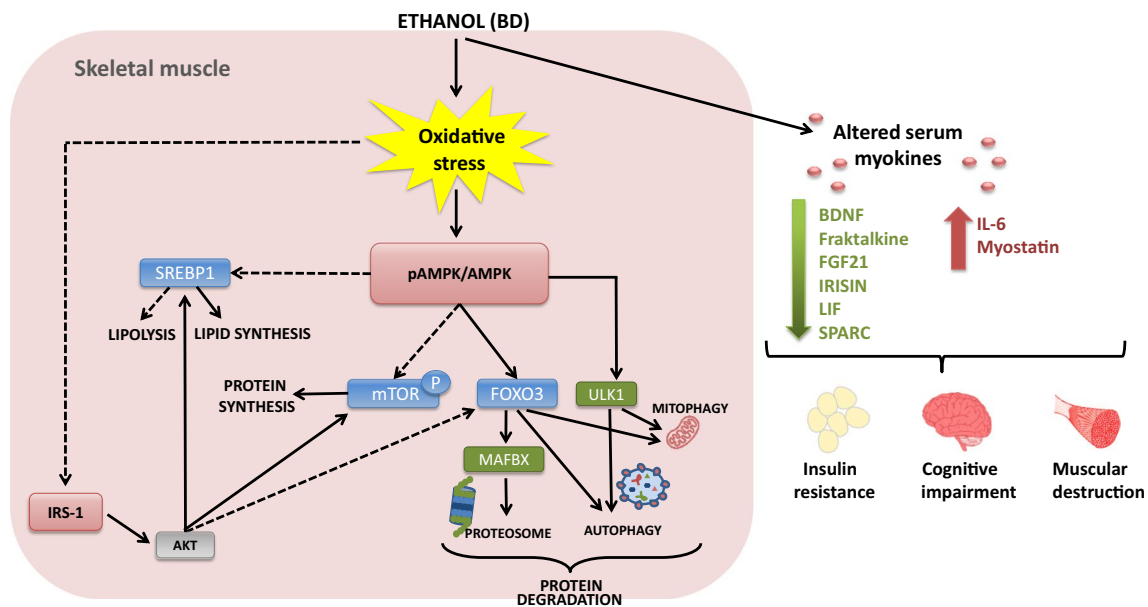 ETHANOL (BD)
Skeletal muscle
Oxidative
stress
Altered serum
myokines
BDNF
Fraktalkine
FGF21
IRISIN
LIF
SPARC
IL-6
Myostatin
pAMPK/AMPK
SREBP1
LIPOLYSIS
LIPID SYNTHESIS
PROTEIN
SYNTHESIS
mTOR
P
FOXO3
ULK1
MITOPHAGY
MAFBX
IRS-1
AKT
PROTEOSOME
AUTOPHAGY
PROTEIN
DEGRADATION
Insulin
resistance
Cognitive
impairment
Muscular
destruction